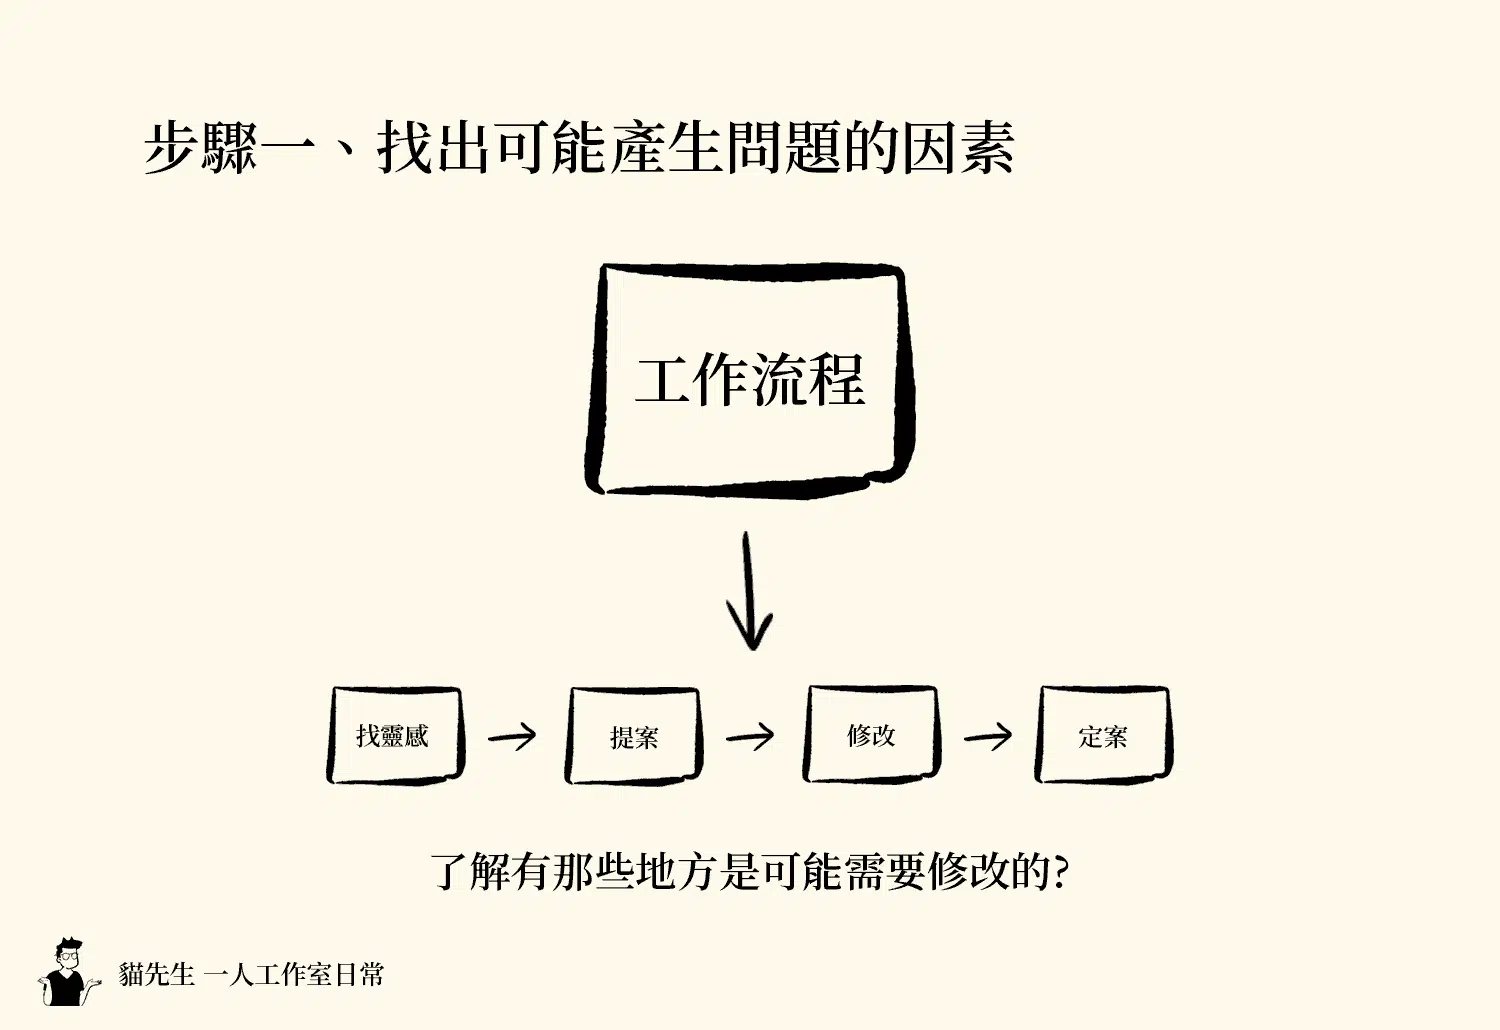 步驟一、找出可能產生問題的因素
工作流程
找靈感
提案
修改
定案
了解有那些地方是可能需要修改的?
貓先生 一人工作室日常